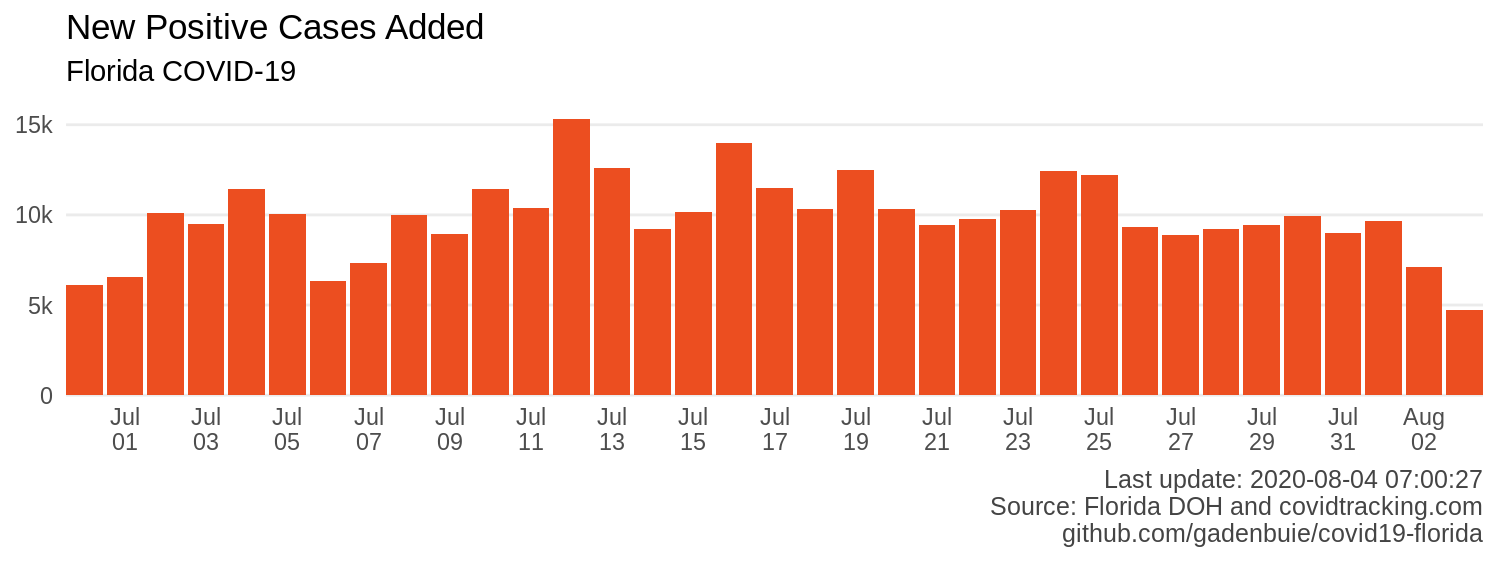 New Positive Cases Added
Florida COVID-19
15k
10k
5k
0
Jul Jul Jul Jul Jul Jul Jul Jul Jul Jul Jul Jul Jul Jul Jul Jul Aug
01 03 05 07 09 11 13 15 17 19 21 23 25 27 29 31 02
Last update: 2020-08-04 07:00:27
Source: Florida DOH and covidtracking.com
github.com/gadenbuie/covid19-florida